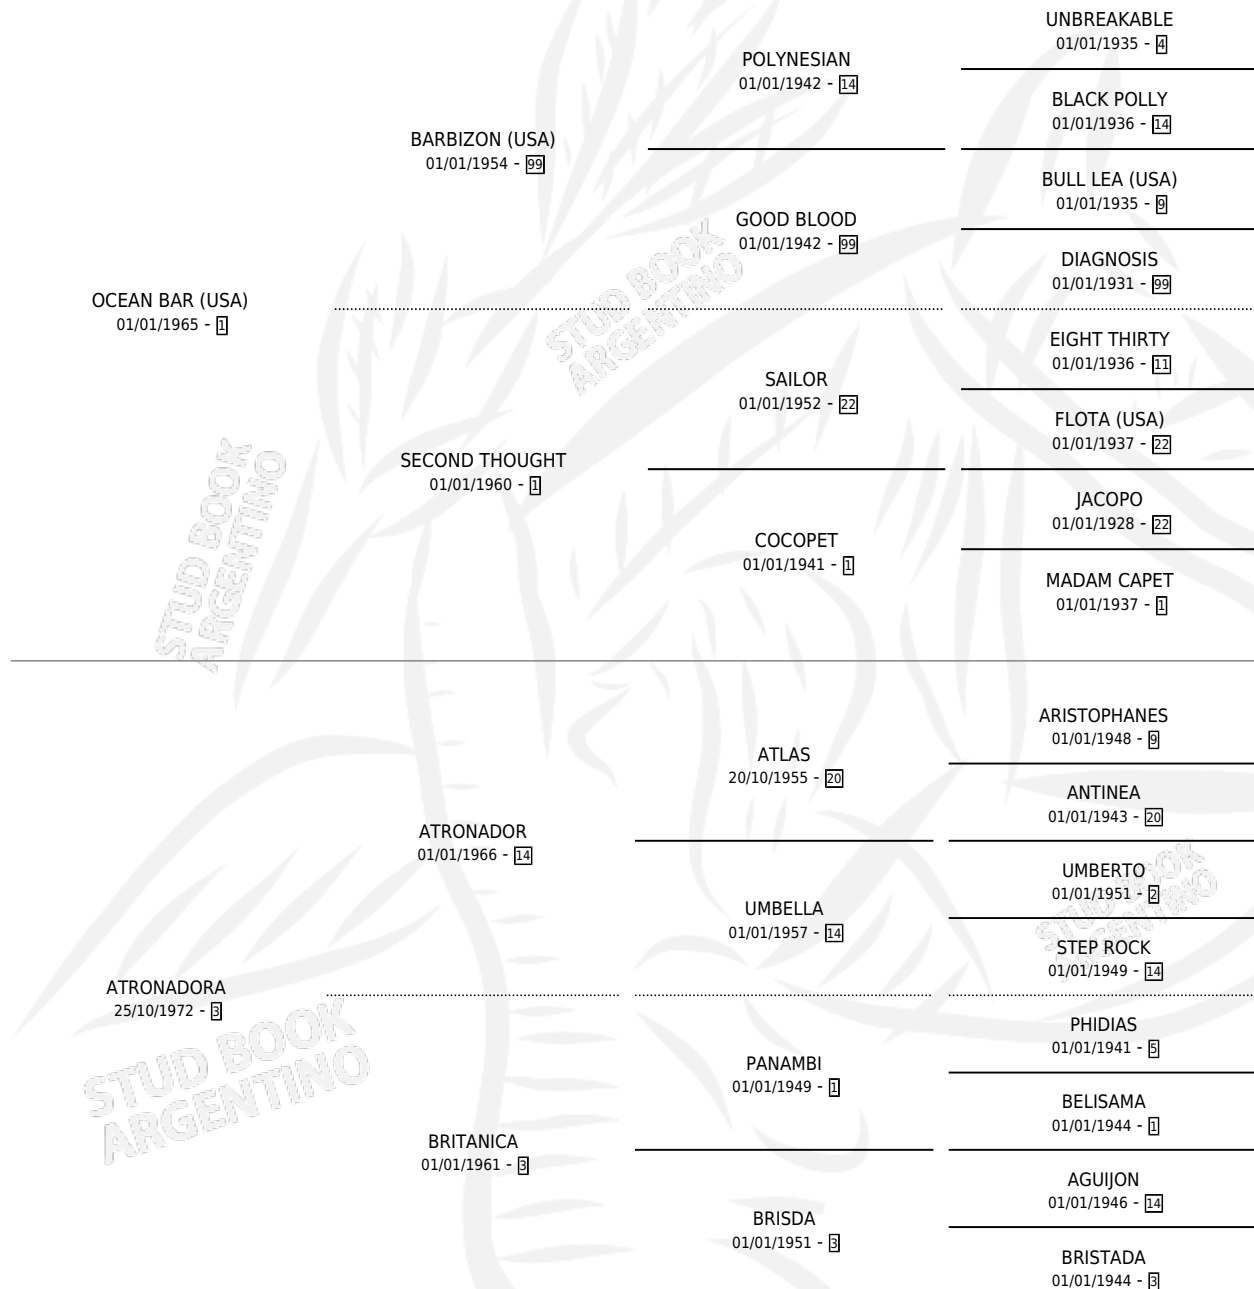 UNBREAKABLE
01/01/1935 - 4
POLYNESIAN
01/01/1942 - 14
BLACK POLLY
01/01/1936 - 14
BARBIZON (USA)
01/01/1954 - 99
BULL LEA (USA)
01/01/1935 - 9
GOOD BLOOD
01/01/1942 - 99
DIAGNOSIS
01/01/1931 - 99
OCEAN BAR (USA)
01/01/1965 - 1
EIGHT THIRTY
01/01/1936 - 11
SAILOR
01/01/1952 - 22
FLOTA (USA)
01/01/1937 - 22
SECOND THOUGHT
01/01/1960 - 1
JACOPO
01/01/1928 - 22
COCOPET
01/01/1941 - 1
MADAM CAPET
01/01/1937 - 1
STUD BOOK
ARGENTINO
STUD BOOK
ARGENTINO
ARISTOPHANES
01/01/1948 - 9
ATLAS
20/10/1955 - 20
ANTINEA
01/01/1943 - 20
ATRONADOR
01/01/1966 - 14
UMBERTO
01/01/1951 - 2
UMBELLA
01/01/1957 - 14
STEP ROCK
01/01/1949 - 14
ATRONADORA
25/10/1972 - 3
PHIDIAS
01/01/1941 - 5
PANAMBI
01/01/1949 - 1
BELISAMA
01/01/1944 - 1
BRITANICA
01/01/1961 - 3
AGUIJON
01/01/1946 - 14
BRISDA
01/01/1951 - 3
BRISTADA
01/01/1944 - 3
STUD BOOK
ARGENTINO
STUD BOOK
ARGENTINO